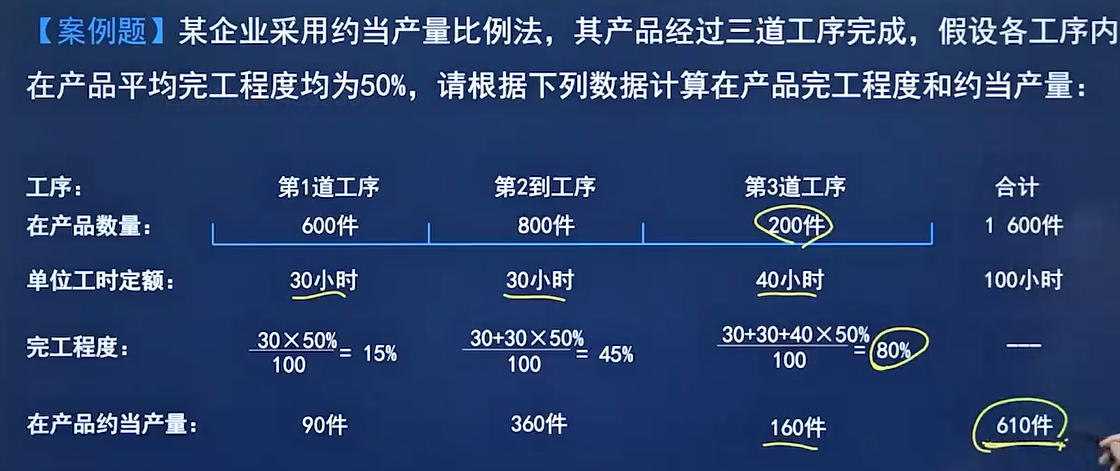 【案例题】某企业采用约当产量比例法，其产品经过三道工序完成，假设各工序内
在产品平均完工程度均为50%，请根据下列数据计算在产品完工程度和约当产量：
工序： 第1道工序 第2到工序 第3道工序 合计
在产品数量： 600件 800件 200件 1 600件
单位工时定额： 30小时 30小时 40小时 100小时
完工程度： 30×50%/100 = 15% 30+30×50%/100 = 45% 30+30+40×50%/100 = 80% ——
在产品约当产量： 90件 360件 160件 610件